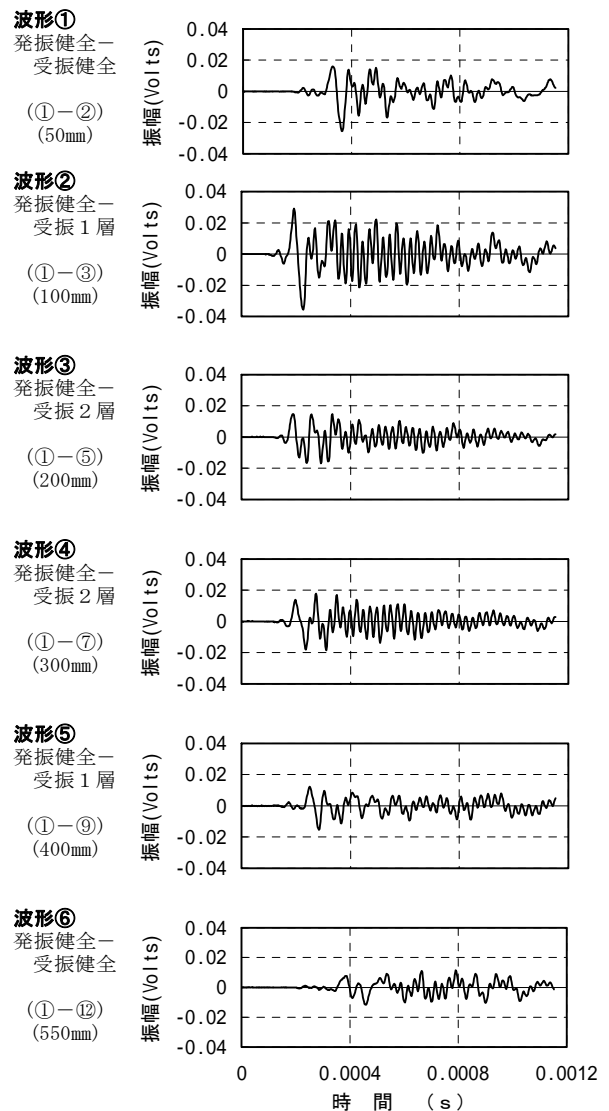 波形①
発振健全－
受振健全
(①－②)
(50㎜)
振幅(Volts)
0.04
0.02
0
-0.02
-0.04
波形②
発振健全－
受振１層
(①－③)
(100㎜)
振幅(Volts)
0.04
0.02
0
-0.02
-0.04
波形③
発振健全－
受振２層
(①－⑤)
(200㎜)
振幅(Volts)
0.04
0.02
0
-0.02
-0.04
波形④
発振健全－
受振２層
(①－⑦)
(300㎜)
振幅(Volts)
0.04
0.02
0
-0.02
-0.04
波形⑤
発振健全－
受振１層
(①－⑨)
(400㎜)
振幅(Volts)
0.04
0.02
0
-0.02
-0.04
波形⑥
発振健全－
受振健全
(①－⑫)
(550㎜)
振幅(Volts)
0.04
0.02
0
-0.02
-0.04
0 0.0004 0.0008 0.0012
時　間　（s）